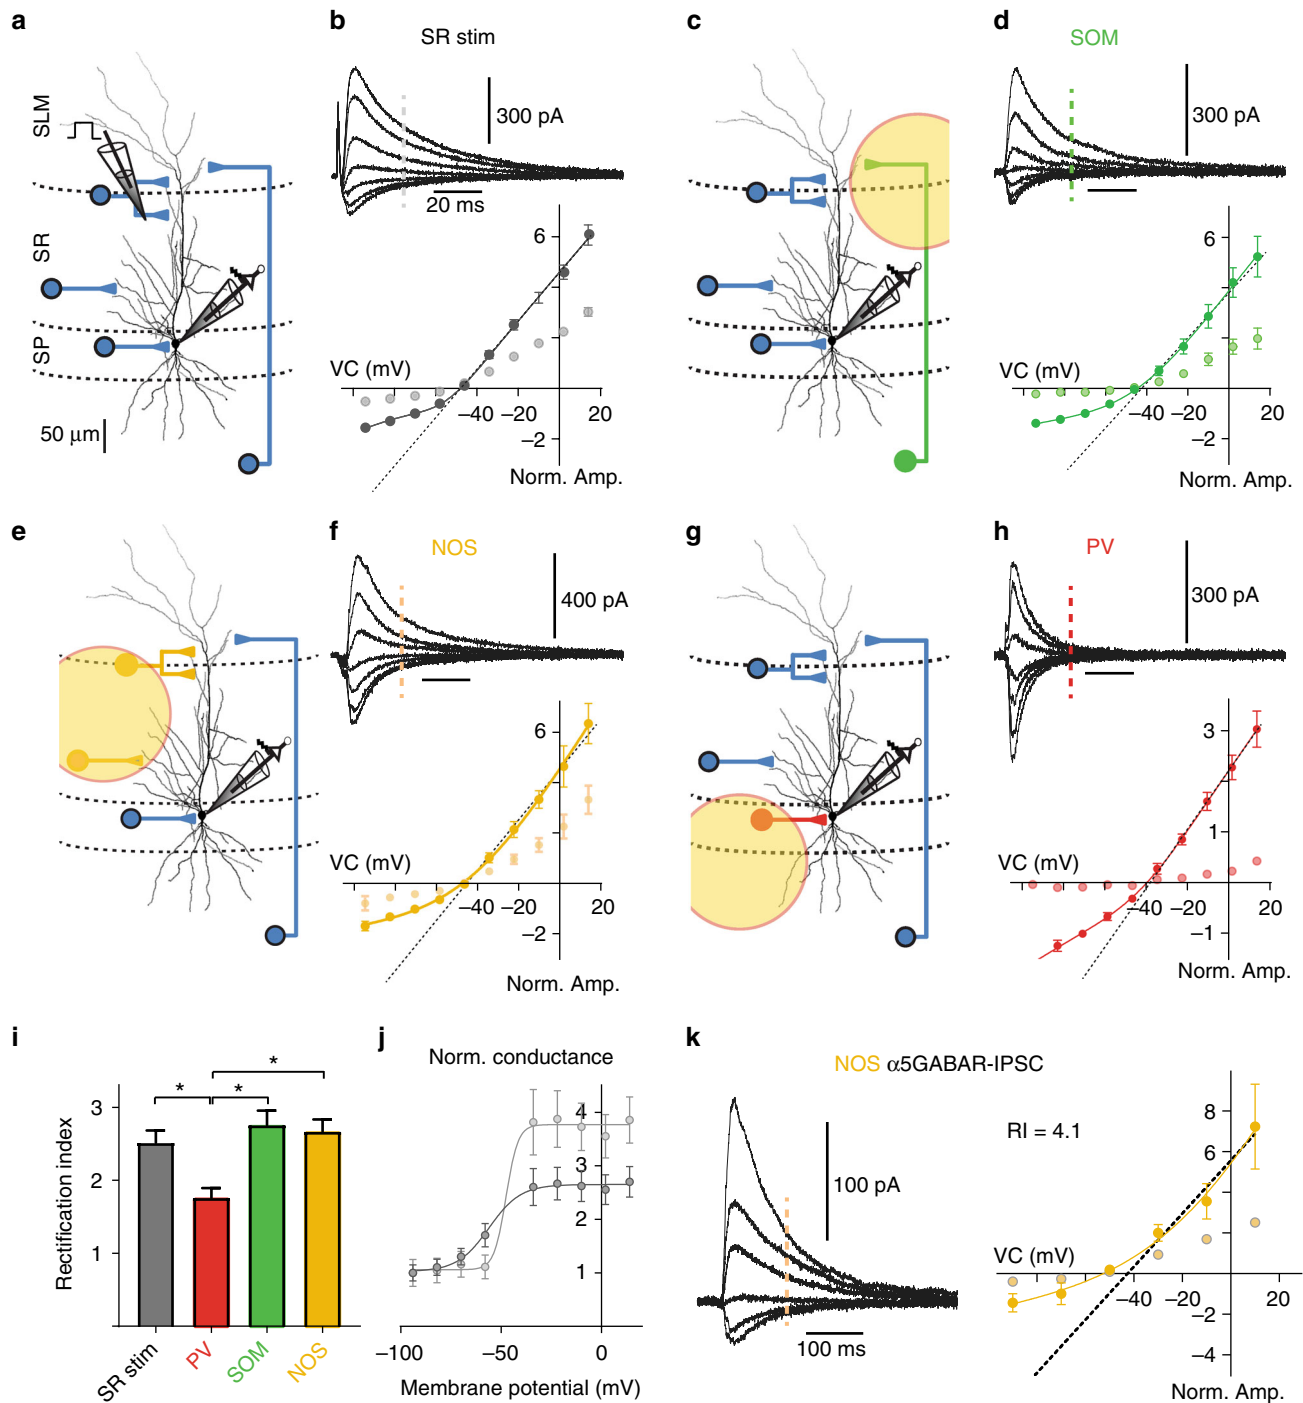 a
SLM
SR
SP
50 μm
b
SR stim
300 pA
20 ms
6
VC (mV)
−40 −20 20
−2
Norm. Amp.
c
d
SOM
300 pA
6
VC (mV)
−40 −20 20
−2
Norm. Amp.
e
f
NOS
400 pA
6
VC (mV)
−40 −20 20
−2
Norm. Amp.
g
h
PV
300 pA
3
1
VC (mV)
−40 −20 20
−1
Norm. Amp.
i
Rectification index
3
2
1
* * *
SR stim PV SOM NOS
j
Norm. conductance
4
3
2
1
−100 −50 0
Membrane potential (mV)
k
NOS α5GABAR-IPSC
100 pA
100 ms
RI = 4.1
8
6
4
2
VC (mV)
−40 −20 20
−2
−4
Norm. Amp.